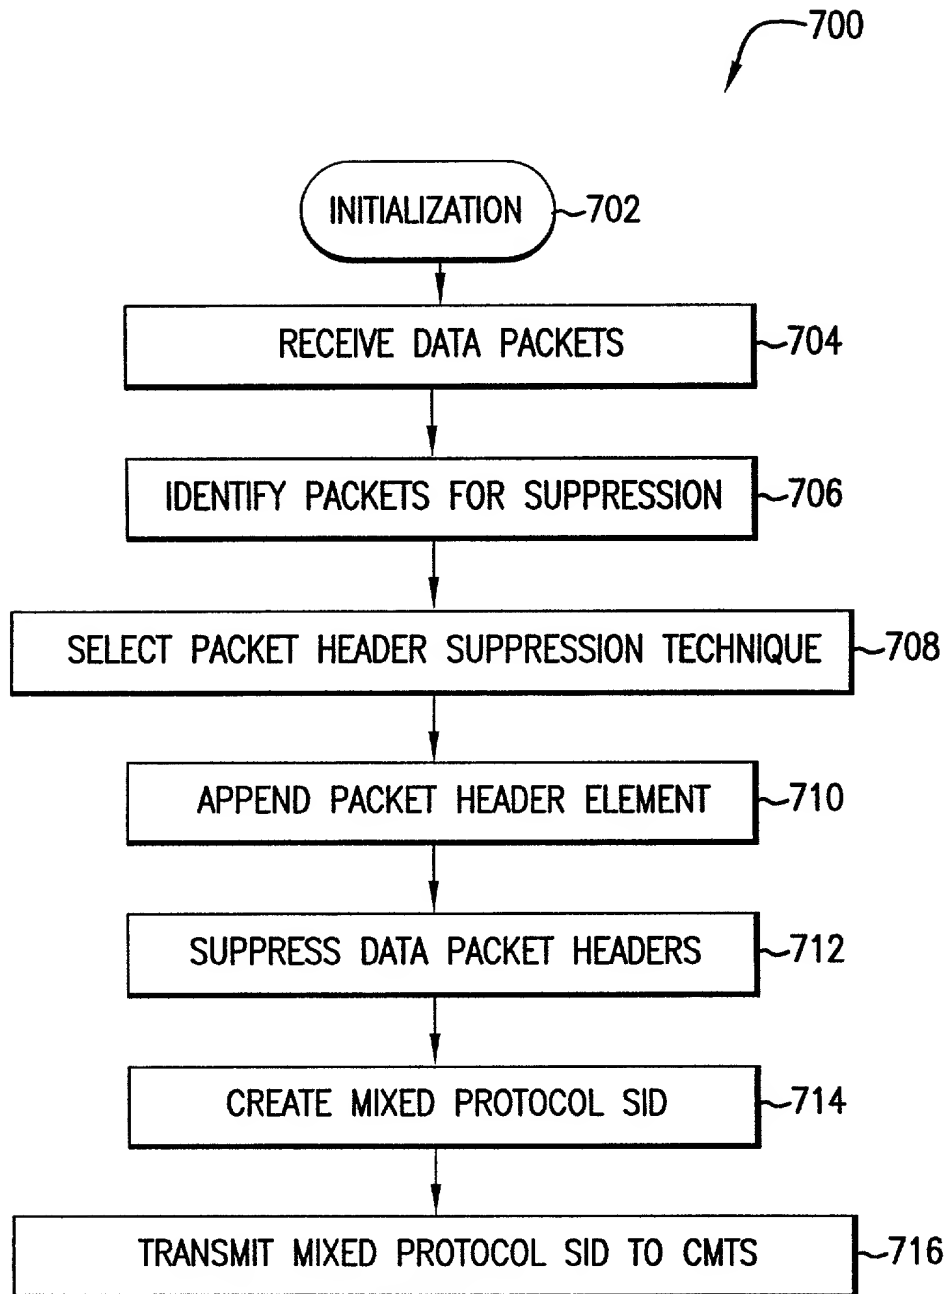 700
INITIALIZATION 702
RECEIVE DATA PACKETS 704
IDENTIFY PACKETS FOR SUPPRESSION 706
SELECT PACKET HEADER SUPPRESSION TECHNIQUE 708
APPEND PACKET HEADER ELEMENT 710
SUPPRESS DATA PACKET HEADERS 712
CREATE MIXED PROTOCOL SID 714
TRANSMIT MIXED PROTOCOL SID TO CMTS 716